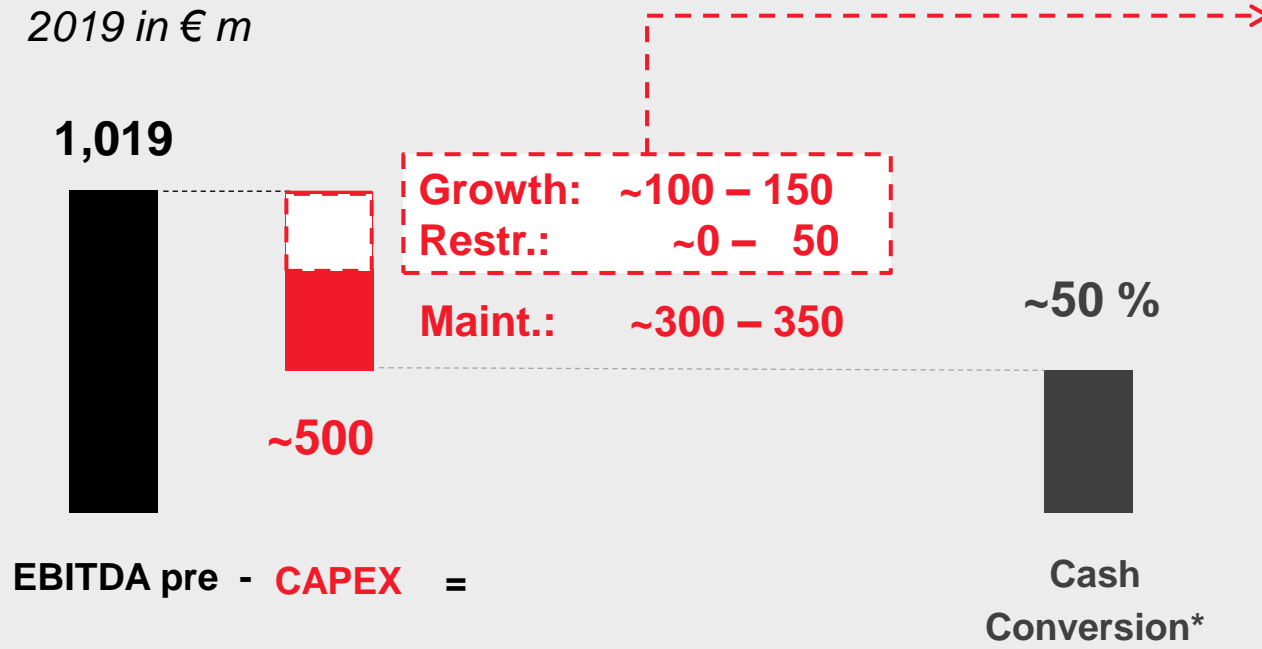 2019 in € m
1,019
Growth: ~100 – 150
Restr.: ~0 – 50
Maint.: ~300 – 350
~50 %
~500
EBITDA pre - CAPEX =
Cash
Conversion*